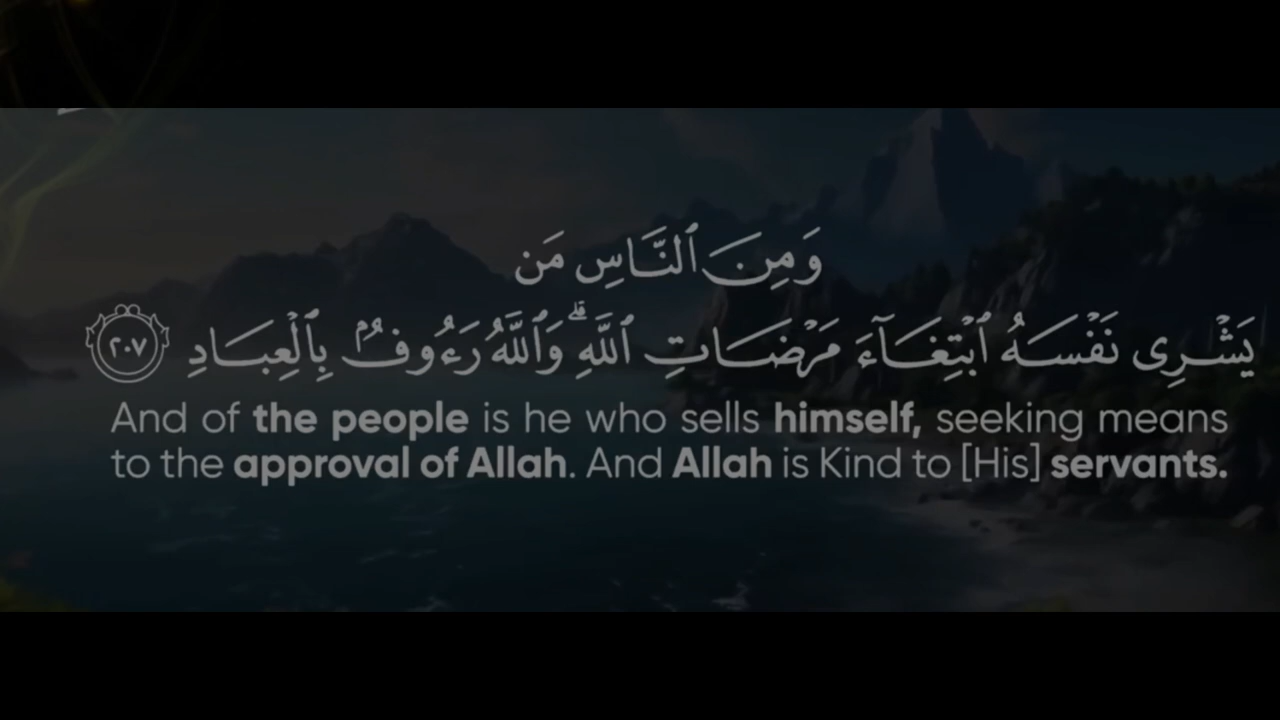 وَمِنَ ٱلنَّاسِ مَن
يَشْرِى نَفْسَهُ ٱبْتِغَآءَ مَرْضَاتِ ٱللَّهِ ۗ وَٱللَّهُ رَءُوفٌۢ بِٱلْعِبَادِ ٢٠٧
And of the people is he who sells himself, seeking means
to the approval of Allah. And Allah is Kind to [His] servants.